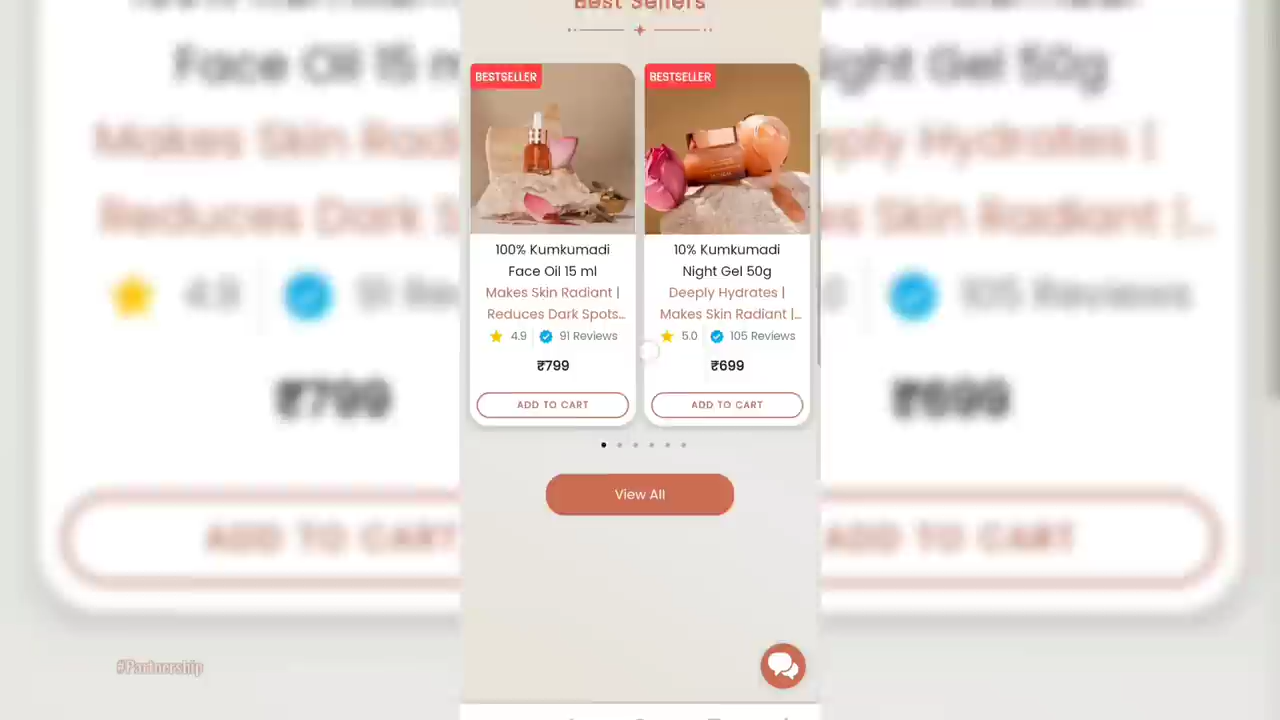 Best Sellers
BESTSELLER
100% Kumkumadi
Face Oil 15 ml
Makes Skin Radiant |
Reduces Dark Spots...
4.9 | 91 Reviews
₹799
ADD TO CART
BESTSELLER
10% Kumkumadi
Night Gel 50g
Deeply Hydrates |
Makes Skin Radiant |...
5.0 | 105 Reviews
₹699
ADD TO CART
View All
#Partnership